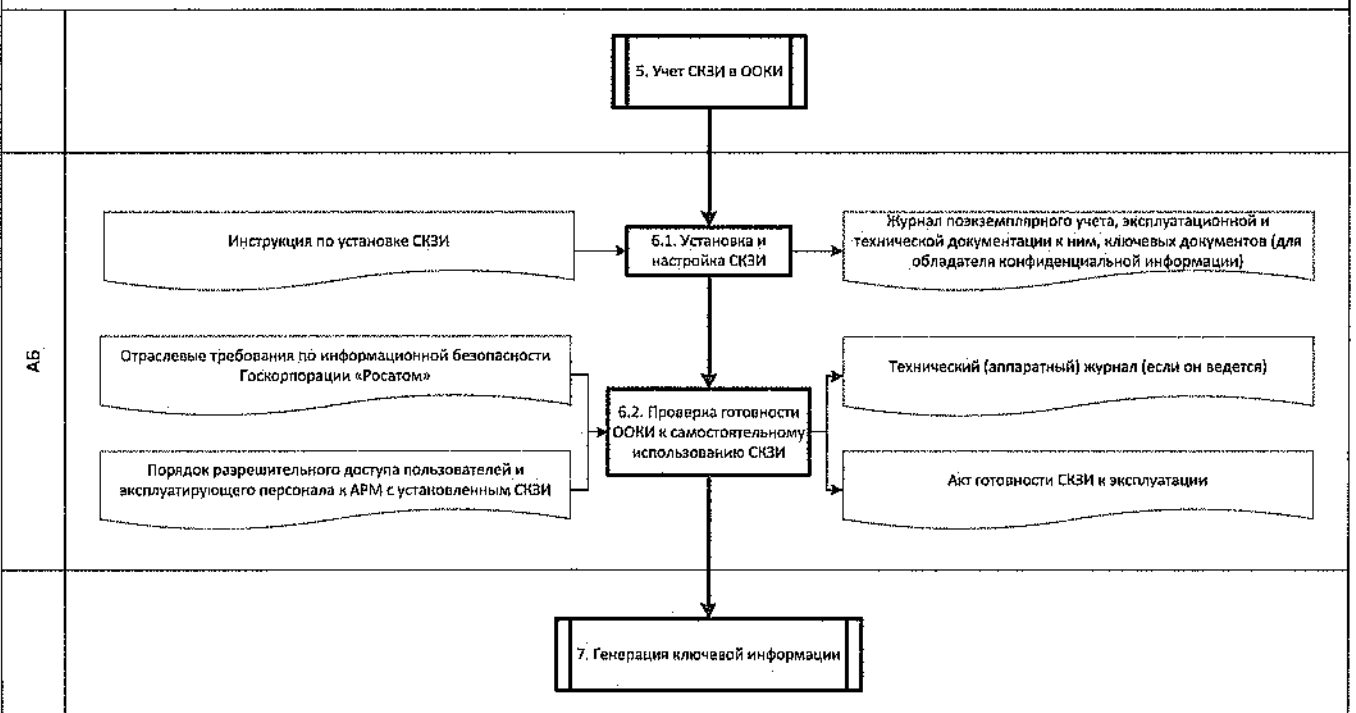 5. Учет СКЗИ в ООКИ
АБ
Инструкция по установке СКЗИ
6.1. Установка и
настройка СКЗИ
Журнал поэкземплярного учета, эксплуатационной и
технической документации к ним, ключевых документов (для
обладателя конфиденциальной информации)
Отраслевые требования по информационной безопасности
Госкорпорации «Росатом»
Порядок разрешительного доступа пользователей и
эксплуатирующего персонала к АРМ с установленным СКЗИ
6.2. Проверка готовности
ООКИ к самостоятельному
использованию СКЗИ
Технический (аппаратный) журнал (если он ведется)
Акт готовности СКЗИ к эксплуатации
7. Генерация ключевой информации